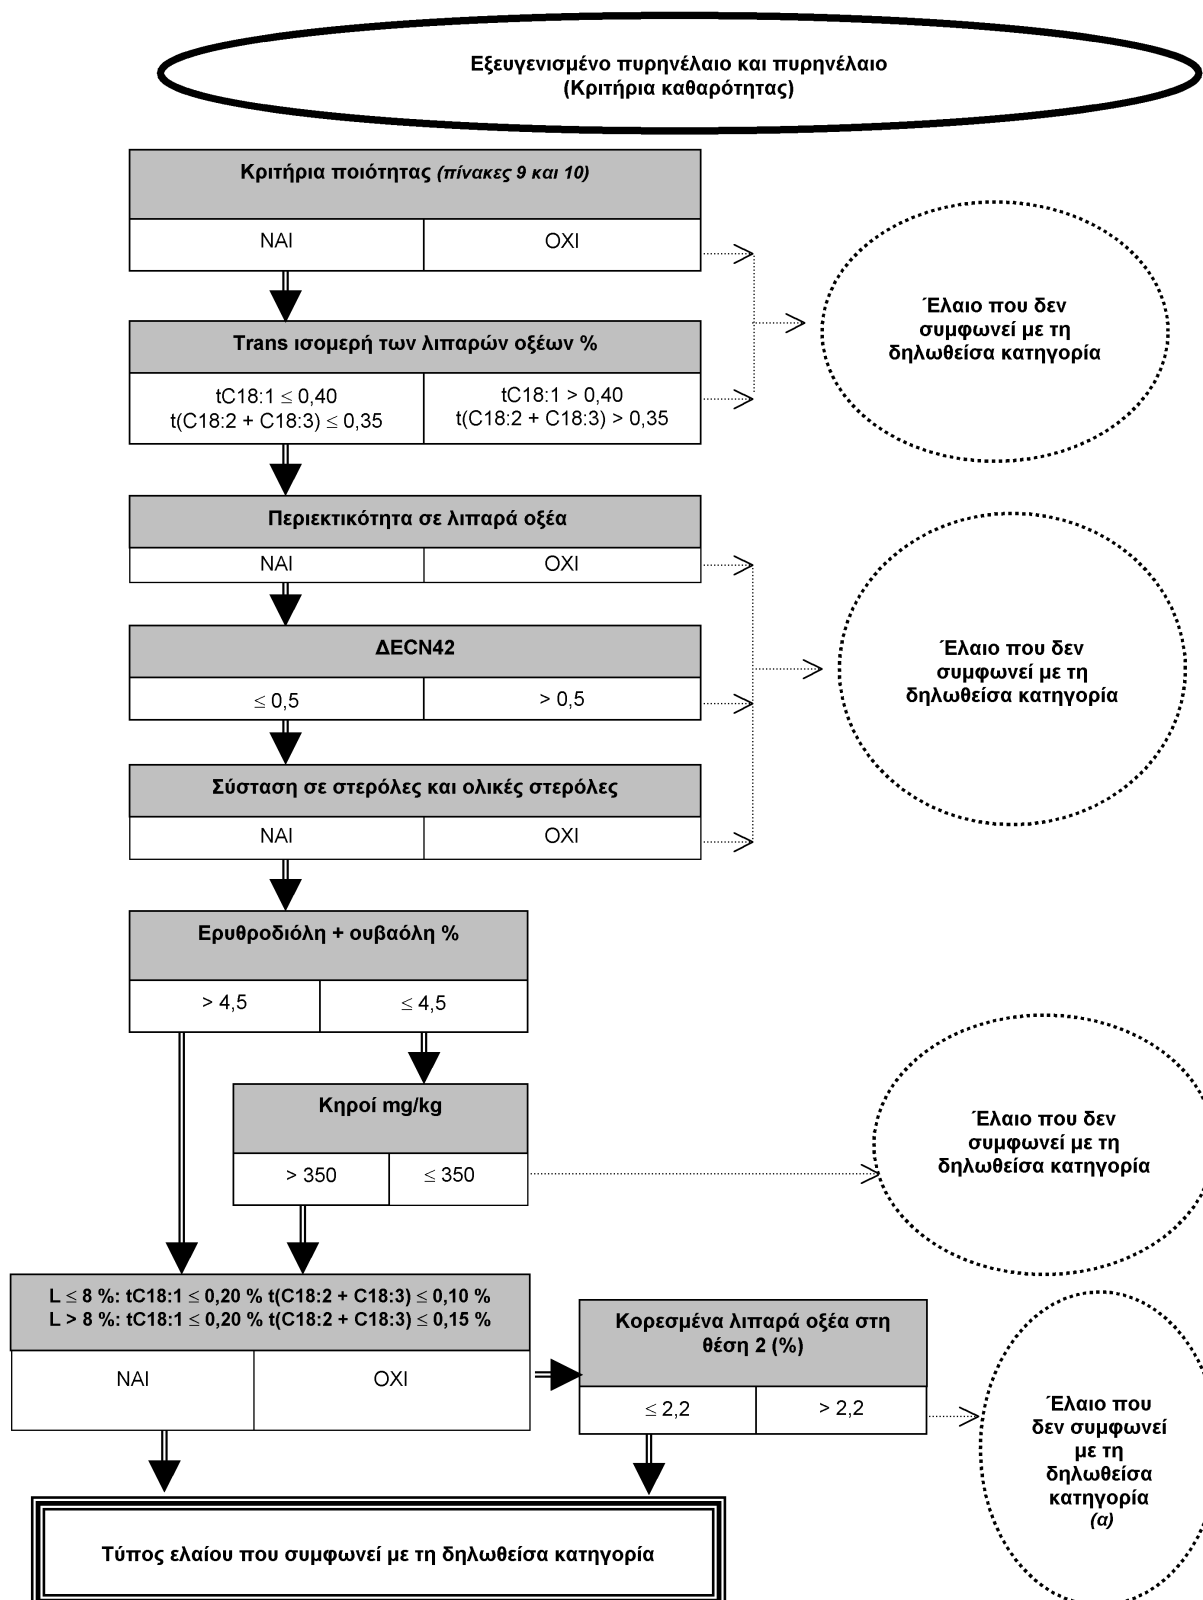 Εξευγενισμένο πυρηνέλαιο και πυρηνέλαιο
(Κριτήρια καθαρότητας)
Κριτήρια ποιότητας (πίνακες 9 και 10)
ΝΑΙ
ΟΧΙ
Έλαιο που δεν
συμφωνεί με τη
δηλωθείσα κατηγορία
Trans ισομερή των λιπαρών οξέων %
tC18:1 ≤ 0,40
t(C18:2 + C18:3) ≤ 0,35
tC18:1 > 0,40
t(C18:2 + C18:3) > 0,35
Περιεκτικότητα σε λιπαρά οξέα
ΝΑΙ
ΟΧΙ
ΔECN42
≤ 0,5
> 0,5
Έλαιο που δεν
συμφωνεί με τη
δηλωθείσα κατηγορία
Σύσταση σε στερόλες και ολικές στερόλες
ΝΑΙ
ΟΧΙ
Ερυθροδιόλη + ουβαόλη %
> 4,5
≤ 4,5
Κηροί mg/kg
> 350
≤ 350
Έλαιο που δεν
συμφωνεί με τη
δηλωθείσα κατηγορία
L ≤ 8 %: tC18:1 ≤ 0,20 % t(C18:2 + C18:3) ≤ 0,10 %
L > 8 %: tC18:1 ≤ 0,20 % t(C18:2 + C18:3) ≤ 0,15 %
ΝΑΙ
ΟΧΙ
Κορεσμένα λιπαρά οξέα στη
θέση 2 (%)
≤ 2,2
> 2,2
Έλαιο που
δεν συμφωνεί
με τη
δηλωθείσα
κατηγορία
(α)
Τύπος ελαίου που συμφωνεί με τη δηλωθείσα κατηγορία